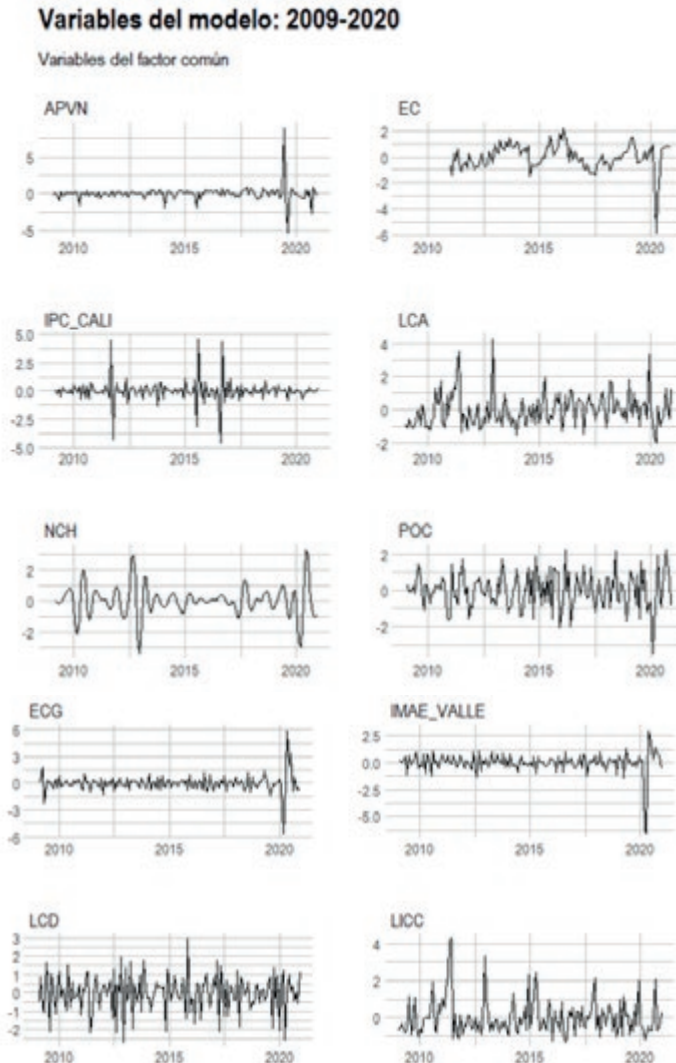 Variables del modelo: 2009-2020
Variables del factor común
APVN
5
0
-5
2010 2015 2020
EC
2
0
-2
-4
-6
2010 2015 2020
IPC_CALI
5.0
2.5
0.0
-2.5
-5.0
2010 2015 2020
LCA
4
2
0
-2
2010 2015 2020
NCH
2
0
-2
2010 2015 2020
POC
2
0
-2
2010 2015 2020
ECG
6
3
0
-3
-6
2010 2015 2020
IMAE_VALLE
2.5
0.0
-2.5
-5.0
2010 2015 2020
LCD
3
2
1
0
-1
-2
2010 2015 2020
LICC
4
2
0
2010 2015 2020